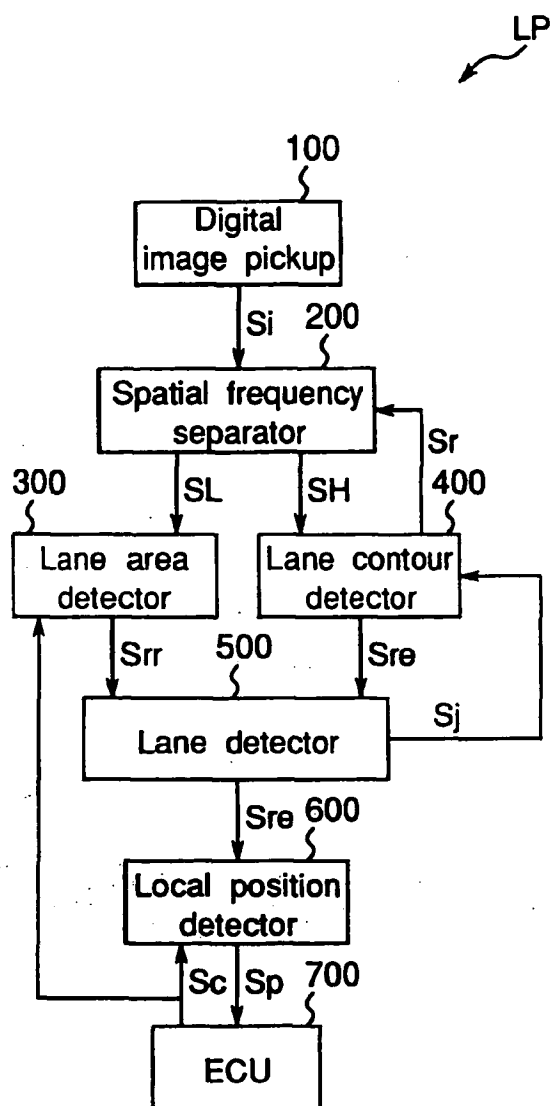 LP
100
Digital
image pickup
Si
200
Spatial frequency
separator
Sr
SL
SH
300
400
Lane area
detector
Lane contour
detector
Srr
500
Sre
Sj
Lane detector
Sre
600
Local position
detector
Sc
Sp
700
ECU